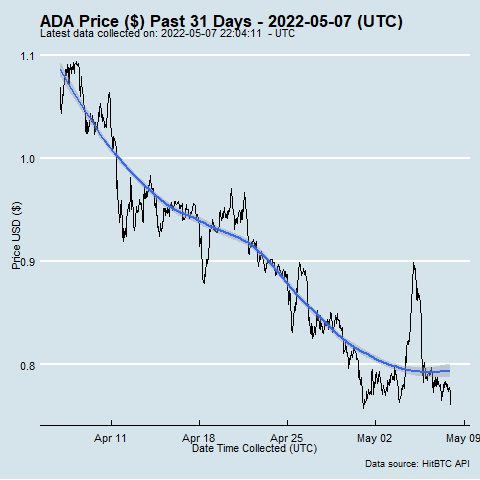 ADA Price ($) Past 31 Days - 2022-05-07 (UTC)
Latest data collected on: 2022-05-07 22:04:11 - UTC
1.1
1.0
0.9
0.8
Price USD ($)
Apr 11 Apr 18 Apr 25 May 02 May 09
Date Time Collected (UTC)
Data source: HitBTC API